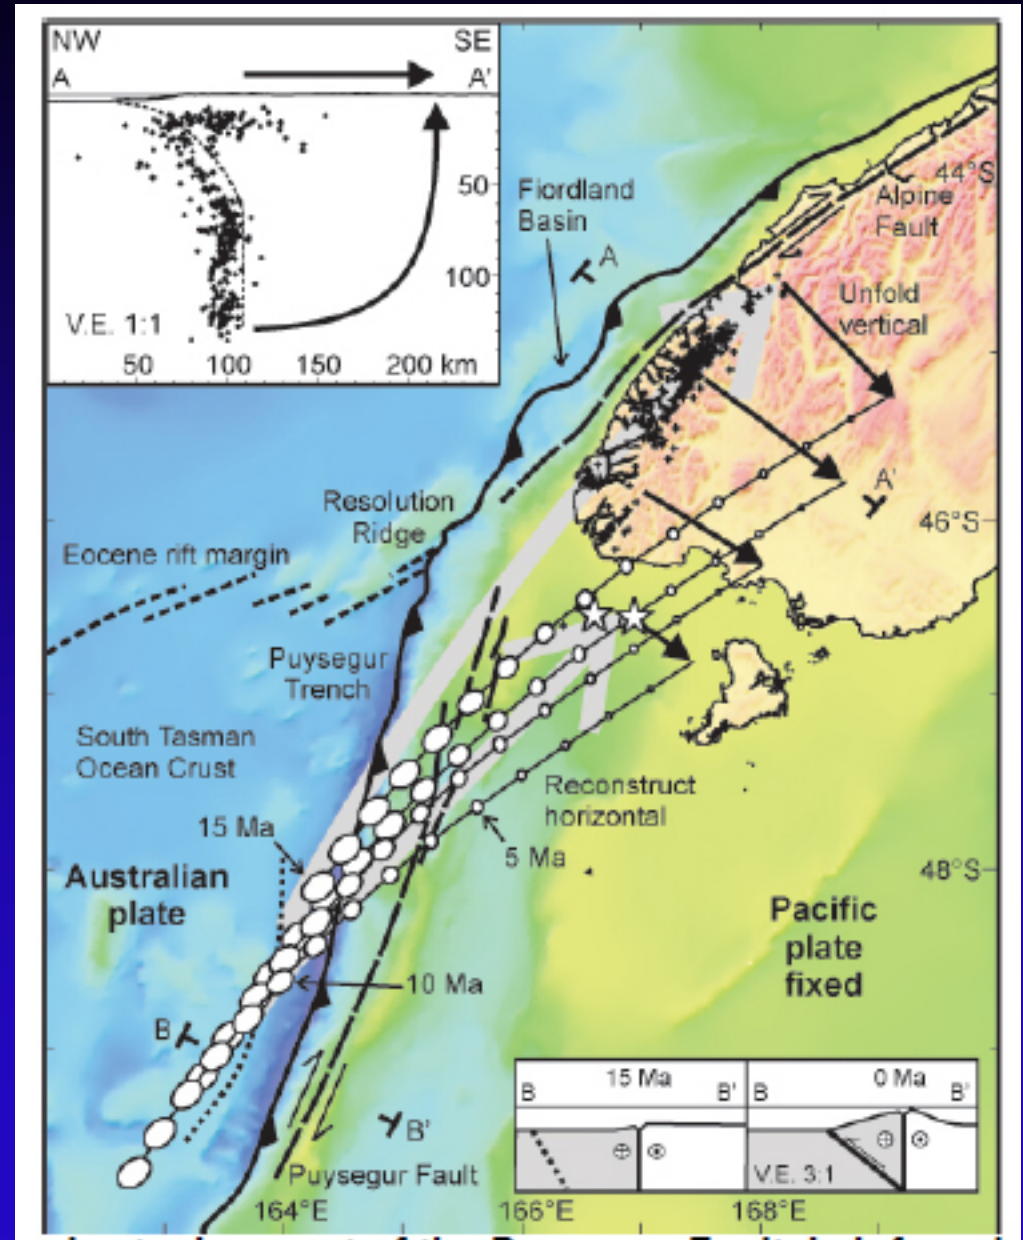 NW
SE
A
A'
50
100
V.E. 1:1
50
100
150
200 km
Fiordland
Basin
A
44°S
Alpine
Fault
Unfold
vertical
A'
46°S
Resolution
Ridge
Eocene rift margin
Puysegur
Trench
South Tasman
Ocean Crust
Reconstruct
horizontal
15 Ma
5 Ma
48°S
Australian
plate
Pacific
plate
fixed
10 Ma
B
B'
15 Ma
B
B'
0 Ma
B
B'
V.E. 3:1
Puysegur Fault
164°E
166°E
168°E